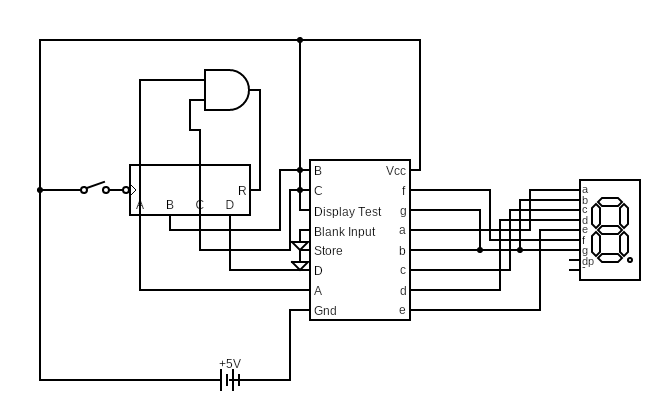 R
A B C D
B Vcc
C f
Display Test g
Blank Input a
Store b
D c
A d
Gnd e
a
b
c
d
e
f
g
dp
-
+5V